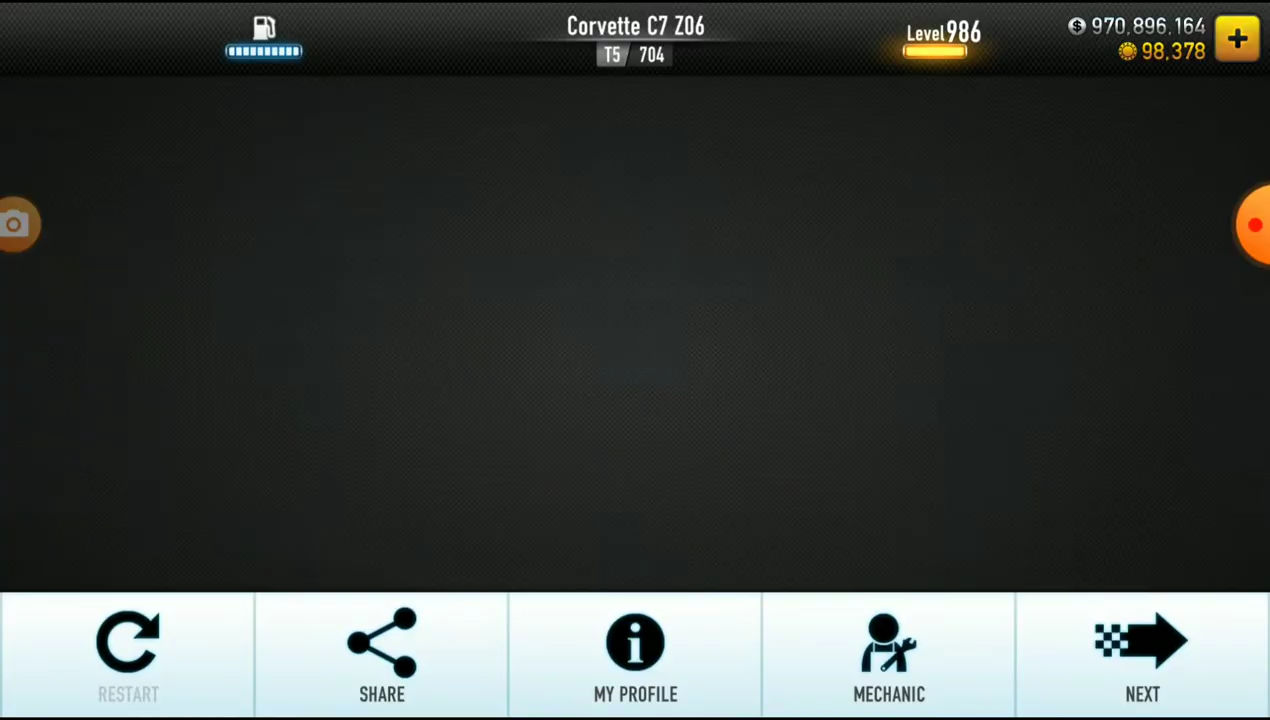 Corvette C7 Z06
T5 704
Level 986
970,896,164
98,378
RESTART
SHARE
MY PROFILE
MECHANIC
NEXT